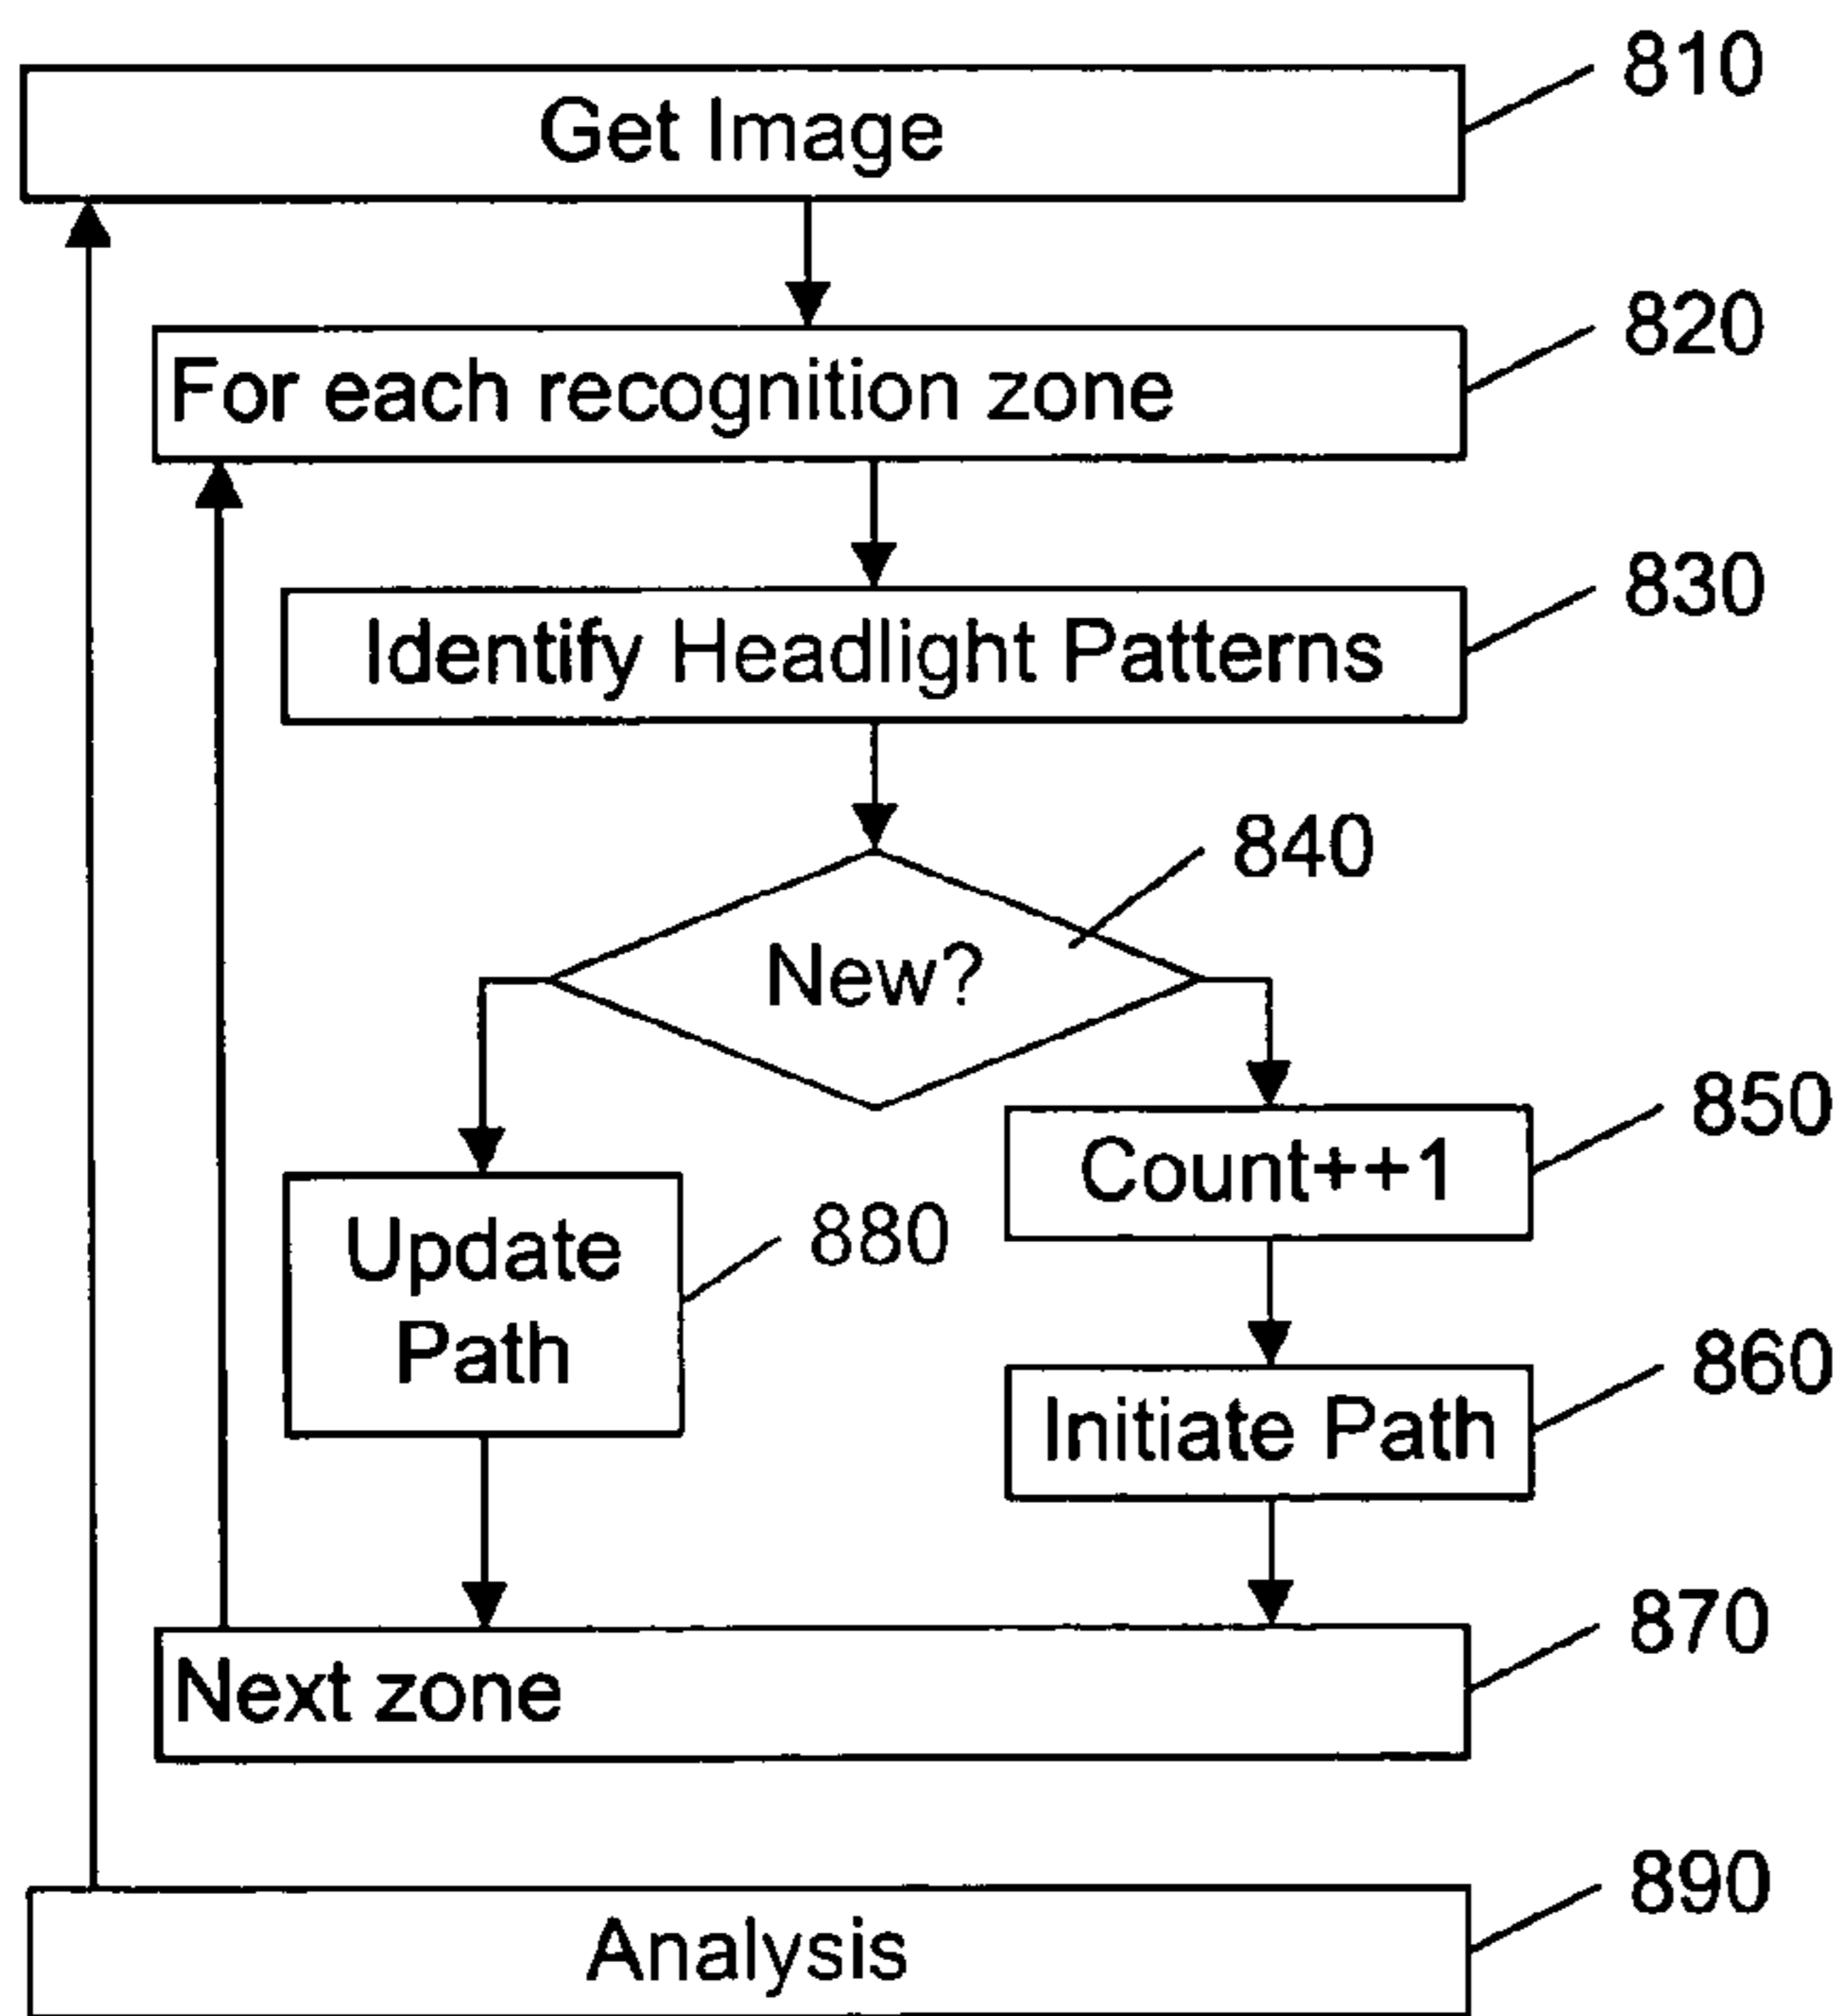 810
Get Image
820
For each recognition zone
830
Identify Headlight Patterns
840
New?
850
Count++1
880
Update
Path
860
Initiate Path
870
Next zone
890
Analysis